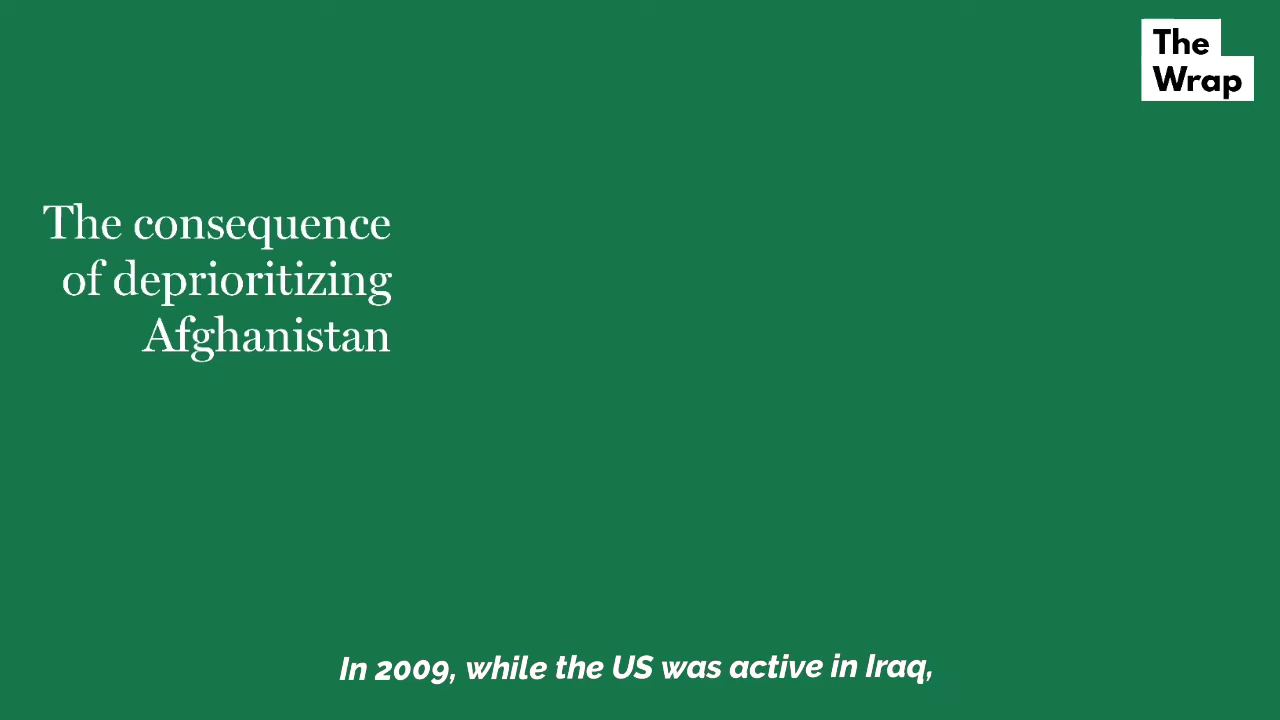 The
Wrap
The consequence
of deprioritizing
Afghanistan
In 2009, while the US was active in Iraq,